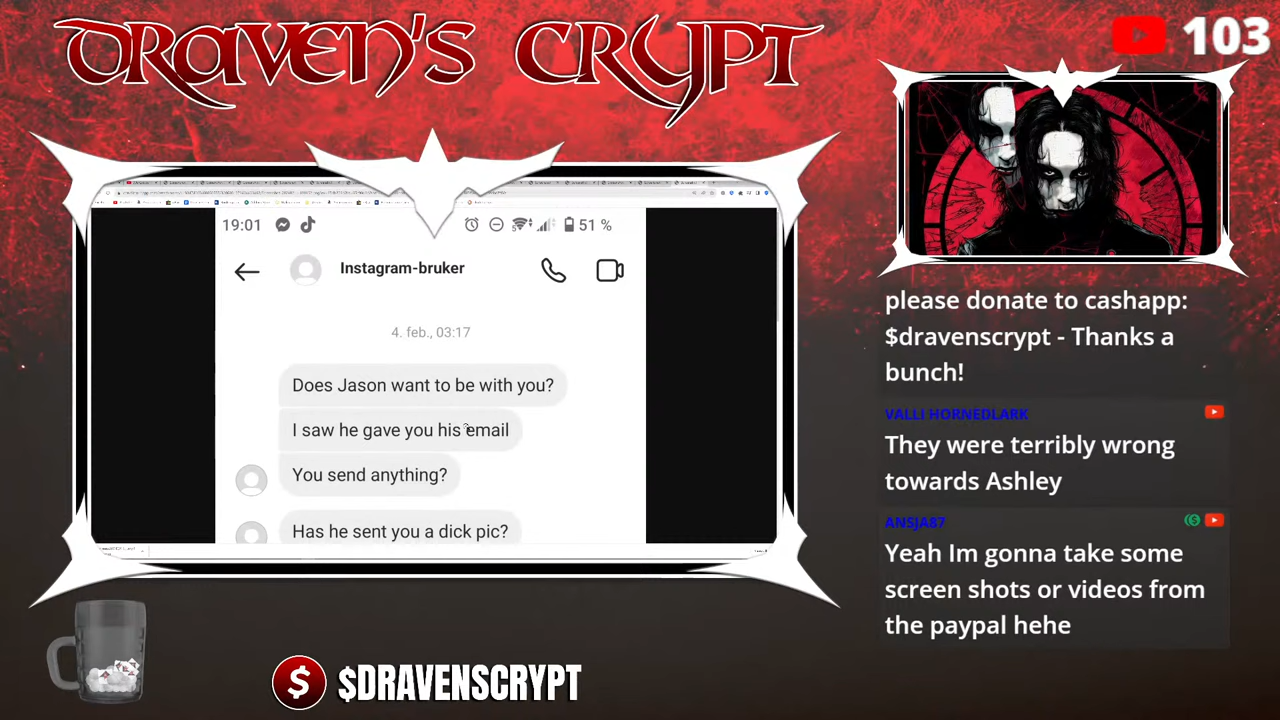 DRAVEN'S CRYPT
103
19:01
51 %
Instagram-bruker
4. feb., 03:17
Does Jason want to be with you?
I saw he gave you his email
You send anything?
Has he sent you a dick pic?
please donate to cashapp:
$dravenscrypt - Thanks a
bunch!
VALLI HORNEDLARK
They were terribly wrong
towards Ashley
ANSJA87
Yeah Im gonna take some
screen shots or videos from
the paypal hehe
$ $DRAVENSCRYPT